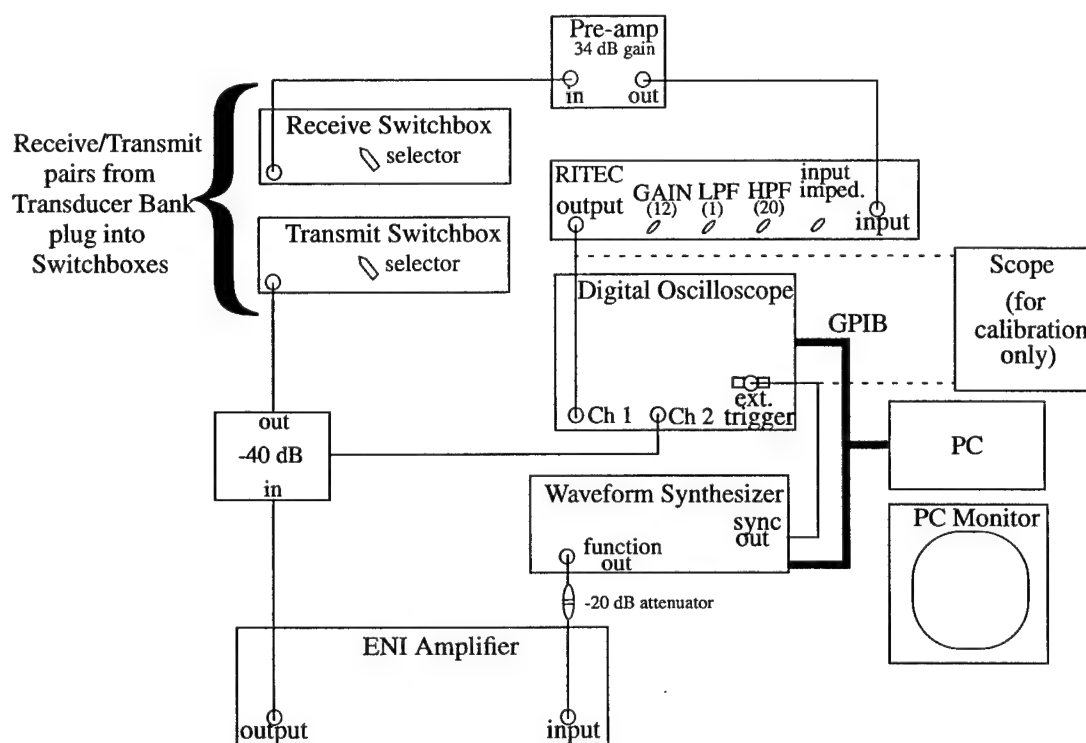 Pre-amp
34 dB gain
in out
Receive/Transmit
pairs from
Transducer Bank
plug into
Switchboxes
Receive Switchbox
selector
Transmit Switchbox
selector
RITEC
output
GAIN
(12)
LPF
(1)
HPF
(20)
input
imped.
input
Digital Oscilloscope
Ch 1
Ch 2
ext.
trigger
GPIB
Scope
(for
calibration
only)
out
-40 dB
in
PC
Waveform Synthesizer
sync
out
function
out
PC Monitor
-20 dB attenuator
ENI Amplifier
output
input